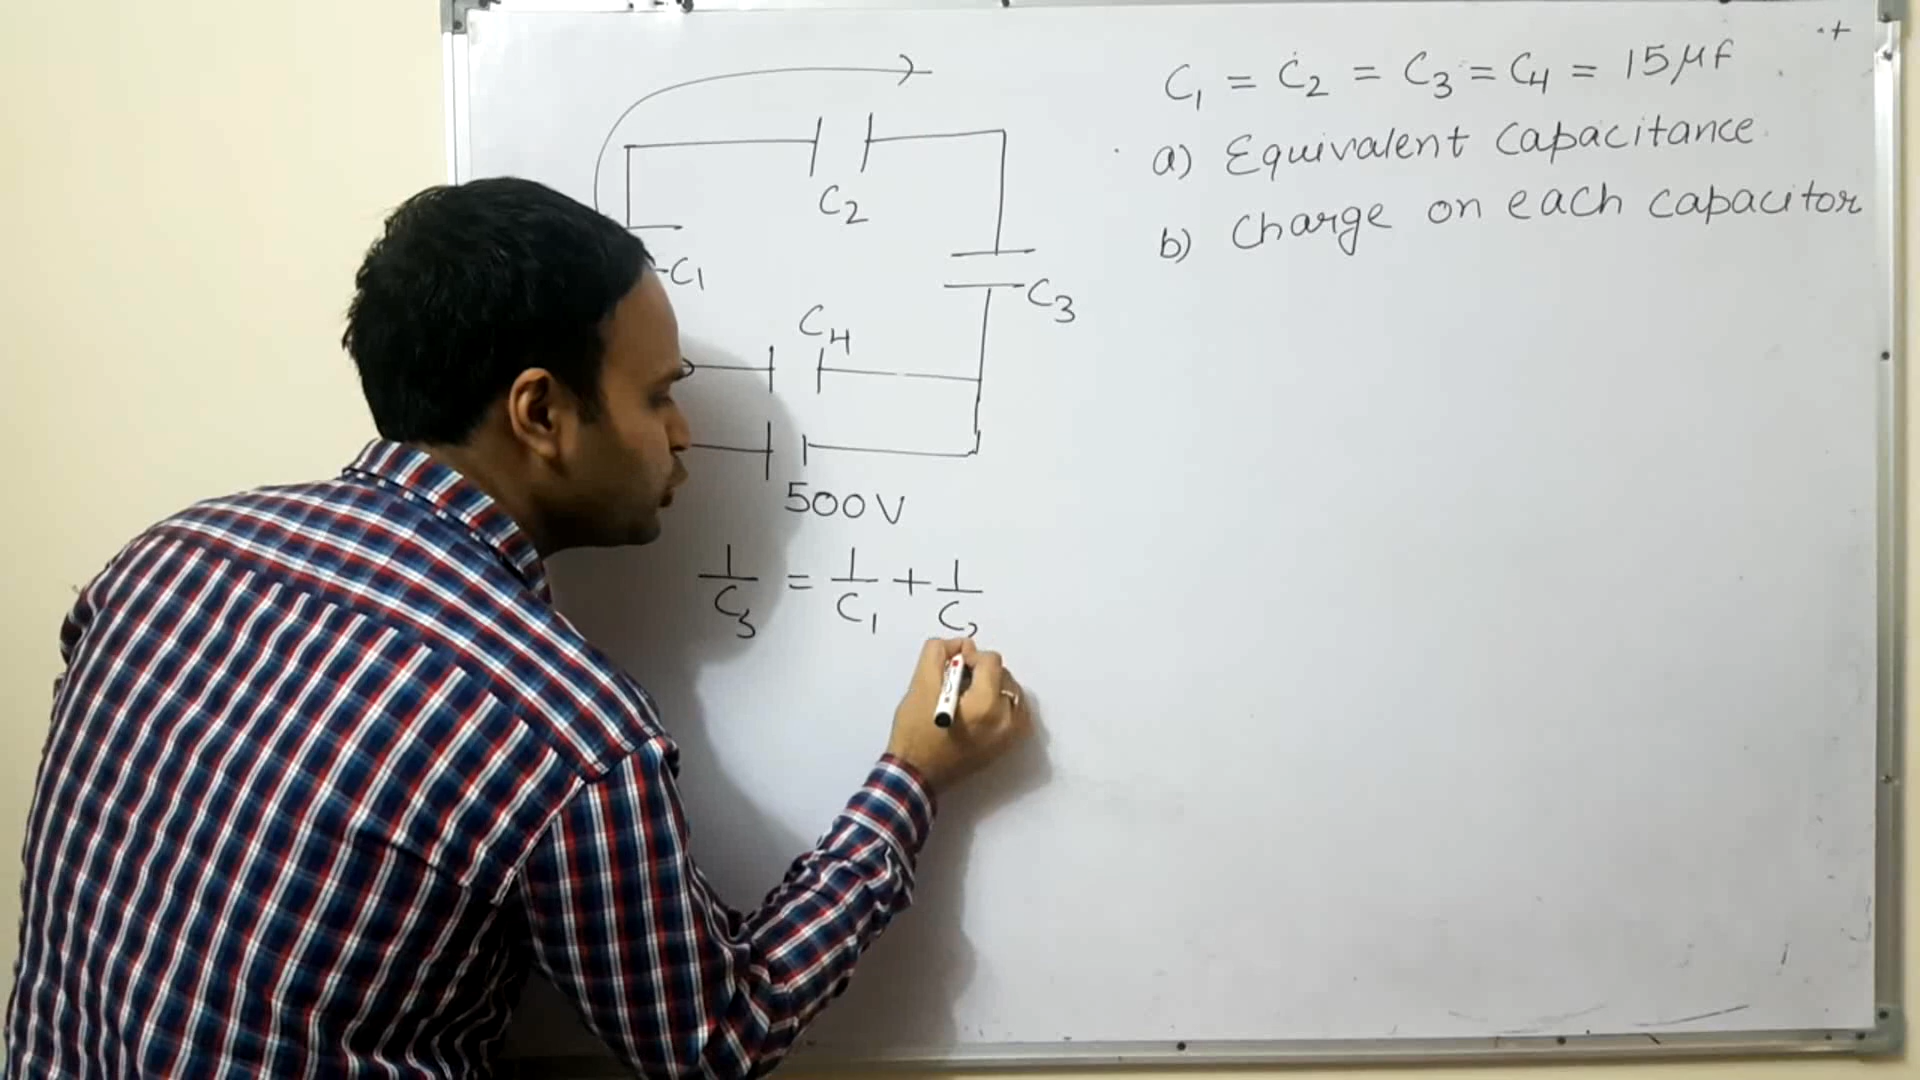 C1 = C2 = C3 = C4 = 15μf
a) Equivalent capacitance
b) Charge on each capacitor
C2
C1
C3
C4
500V
1/Cs = 1/C1 + 1/C2